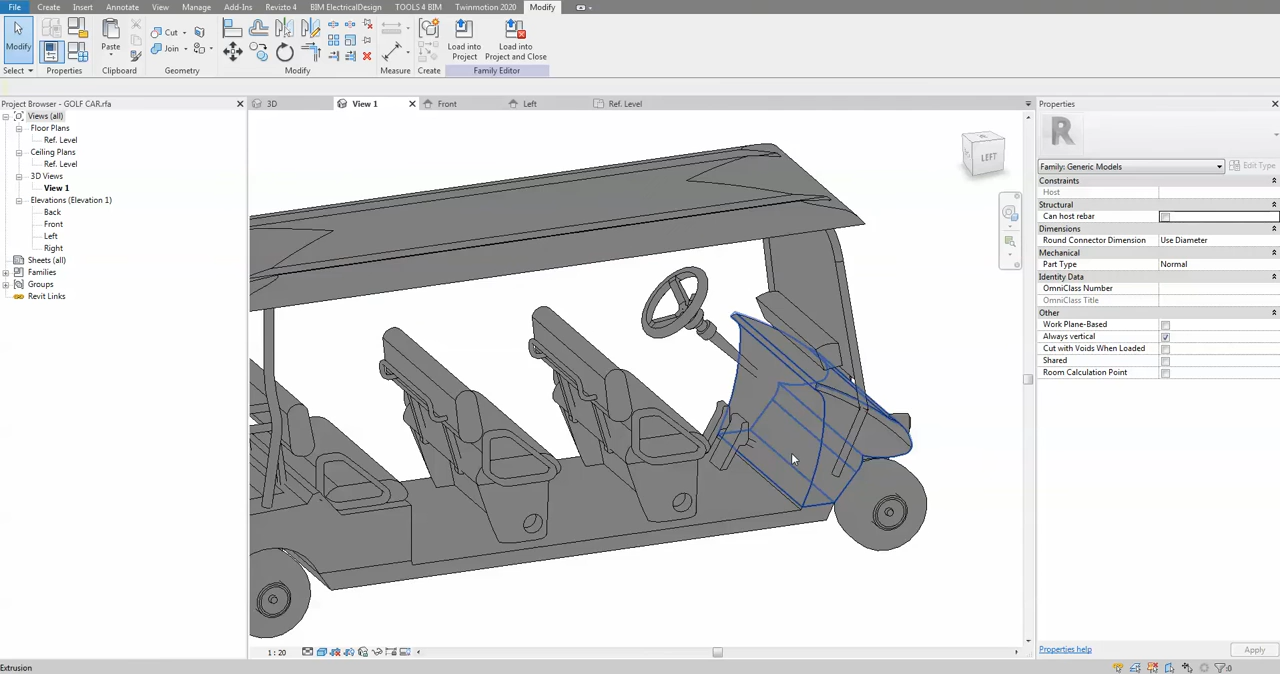 File Create Insert Annotate View Manage Add-Ins Revizto 4 BIM ElectricalDesign TOOLS 4 BIM Twinmotion 2020 Modify
Modify
Paste
Cut
Join
Load into
Project
Load into
Project and Close
Select Properties Clipboard Geometry Modify Measure Create Family Editor
Project Browser - GOLF CAR.rfa
Views (all)
Floor Plans
Ref. Level
Ceiling Plans
Ref. Level
3D Views
View 1
Elevations (Elevation 1)
Back
Front
Left
Right
Sheets (all)
Families
Groups
Revit Links
3D View 1 Front Left Ref. Level
LEFT
1 : 20
Properties
R
Family: Generic Models Edit Type
Constraints
Host
Structural
Can host rebar
Dimensions
Round Connector Dimension Use Diameter
Mechanical
Part Type Normal
Identity Data
OmniClass Number
OmniClass Title
Other
Work Plane-Based
Always vertical
Cut with Voids When Loaded
Shared
Room Calculation Point
Properties help Apply
Extrusion
:0